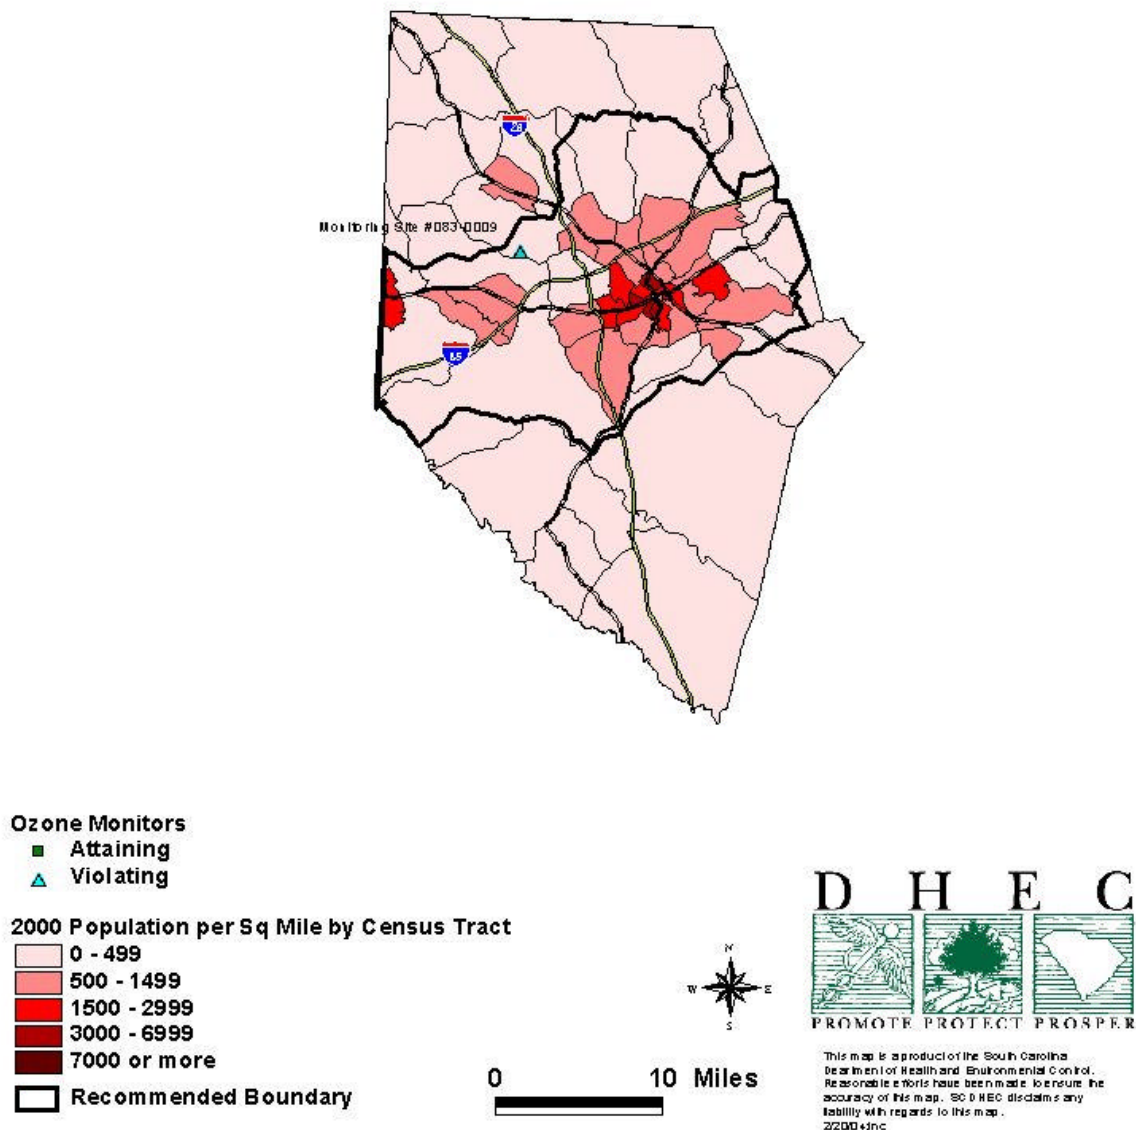 26
Monitoring Site #083-0009
85
Ozone Monitors
Attaining
Violating
2000 Population per Sq Mile by Census Tract
0 - 499
500 - 1499
1500 - 2999
3000 - 6999
7000 or more
Recommended Boundary
N
W E
S
0 10 Miles
D H E C
PROMOTE PROTECT PROSPER
This map is a product of the South Carolina
Deparment of Health and Environmental Control.
Reasonable efforts have been made to ensure the
accuracy of this map. SCDHEC disclaims any
liability with regards to this map.